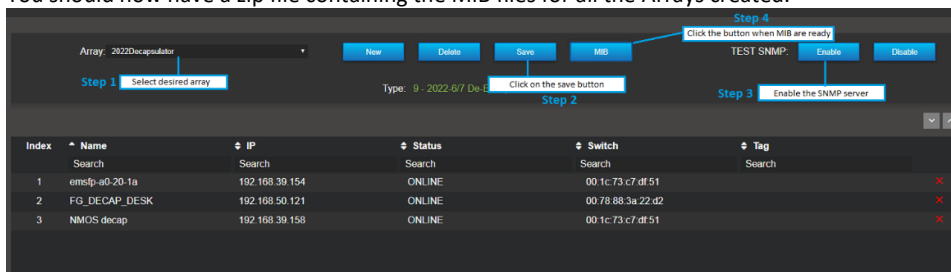 You should now have a zip file containing the MIB files for all the Arrays created.
Step 4
Click the button when MIB are ready
Array: 2022Decapsulator New Delete Save MIB TEST SNMP: Enable Disable
Step 1 Select desired array
Type: 9 - 2022-6/7 De-E
Click on the save button
Step 2
Step 3 Enable the SNMP server
Index Name IP Status Switch Tag
Search Search Search Search Search
1 emsfp-a0-20-1a 192.168.39.154 ONLINE 00:1c:73:c7:df:51
2 FG_DECAP_DESK 192.168.50.121 ONLINE 00:78:88:3a:22:d2
3 NMOS decap 192.168.39.158 ONLINE 00:1c:73:c7:df:51